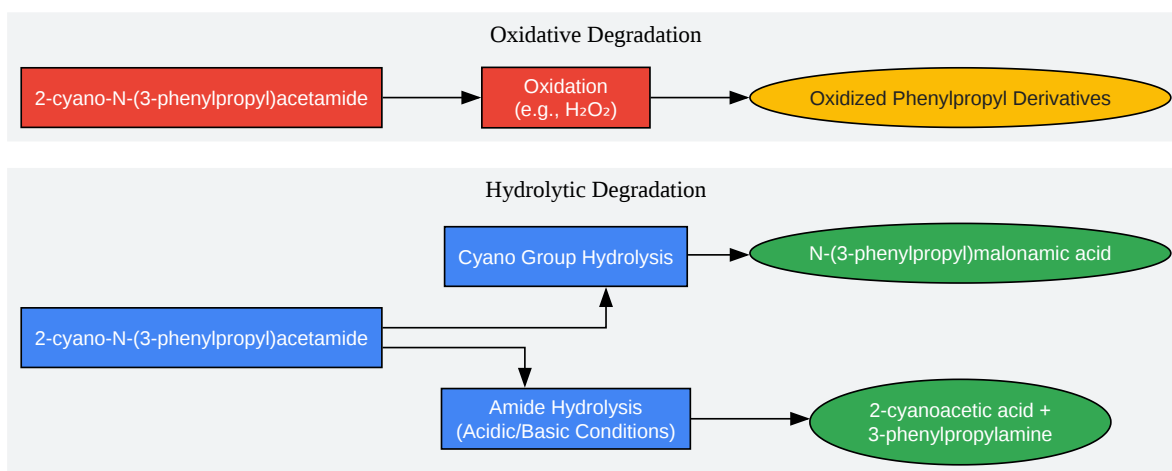 Oxidative Degradation
2-cyano-N-(3-phenylpropyl)acetamide
Oxidation
(e.g., H₂O₂)
Oxidized Phenylpropyl Derivatives
Hydrolytic Degradation
Cyano Group Hydrolysis
N-(3-phenylpropyl)malonamic acid
2-cyano-N-(3-phenylpropyl)acetamide
Amide Hydrolysis
(Acidic/Basic Conditions)
2-cyanoacetic acid +
3-phenylpropylamine